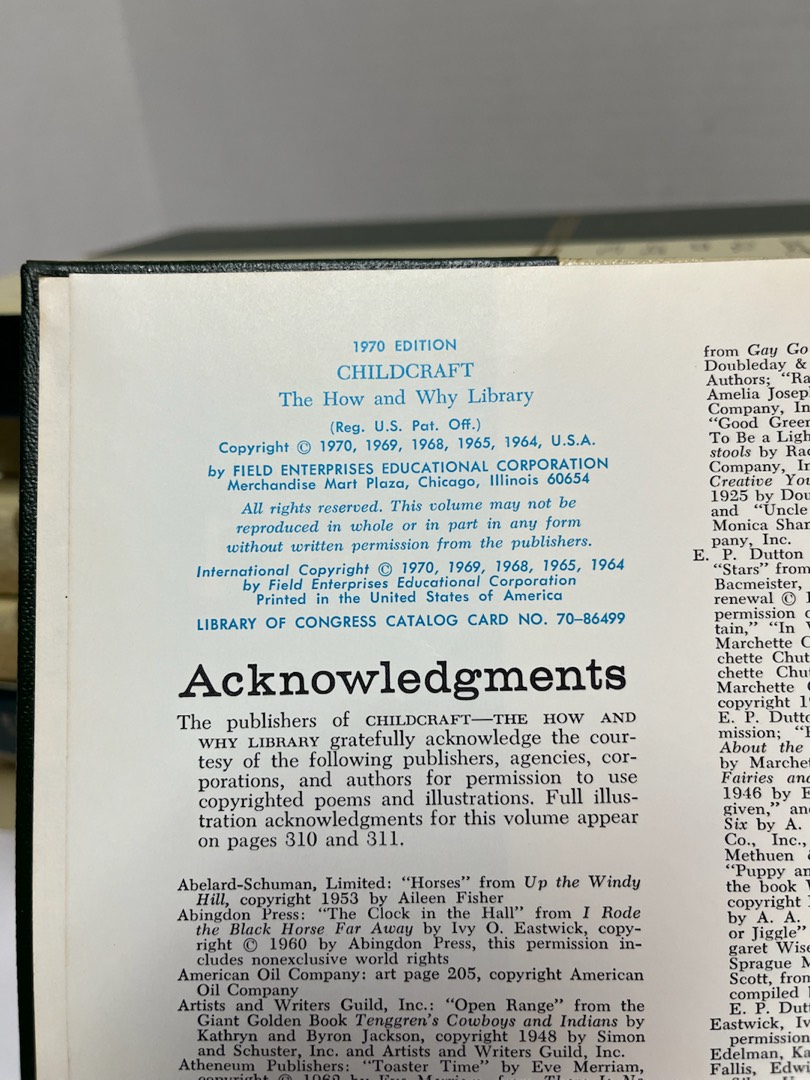 1970 EDITION
CHILDCRAFT
The How and Why Library
(Reg. U.S. Pat. Off.)
Copyright © 1970, 1969, 1968, 1965, 1964, U.S.A.
by FIELD ENTERPRISES EDUCATIONAL CORPORATION
Merchandise Mart Plaza, Chicago, Illinois 60654
All rights reserved. This volume may not be
reproduced in whole or in part in any form
without written permission from the publishers.
International Copyright © 1970, 1969, 1968, 1965, 1964
by Field Enterprises Educational Corporation
Printed in the United States of America
LIBRARY OF CONGRESS CATALOG CARD NO. 70–86499
Acknowledgments
The publishers of CHILDCRAFT—THE HOW AND
WHY LIBRARY gratefully acknowledge the cour-
tesy of the following publishers, agencies, cor-
porations, and authors for permission to use
copyrighted poems and illustrations. Full illus-
tration acknowledgments for this volume appear
on pages 310 and 311.
Abelard-Schuman, Limited: “Horses” from Up the Windy
Hill, copyright 1953 by Aileen Fisher
Abingdon Press: “The Clock in the Hall” from I Rode
the Black Horse Far Away by Ivy O. Eastwick, copy-
right © 1960 by Abingdon Press, this permission in-
cludes nonexclusive world rights
American Oil Company: art page 205, copyright American
Oil Company
Artists and Writers Guild, Inc.: “Open Range” from the
Giant Golden Book Tenggren’s Cowboys and Indians by
Kathryn and Byron Jackson, copyright 1948 by Simon
and Schuster, Inc. and Artists and Writers Guild, Inc.
Atheneum Publishers: “Toaster Time” by Eve Merriam,
from Gay Go
Doubleday &
Authors; “Ra
Amelia Josep
Company, In
“Good Green
To Be a Ligh
stools by Rac
Company, In
Creative You
1925 by Dou
and “Uncle
Monica Shan
pany, Inc.
E. P. Dutton
“Stars” from
Bacmeister,
renewal ©
permission o
tain,” “In
Marchette C
chette Chut
chette Chu
Marchette
copyright 1
E. P. Dutto
mission; “
About the
by Marchet
Fairies and
1946 by E
given,” an
Six by A.
Co., Inc.,
Methuen
“Puppy an
the book
copyright
by A. A.
or Jiggle”
garet Wise
Sprague M
Scott, from
compiled
E. P. Dut
Eastwick, Iv
permission
Edelman, Ka
Fallis, Edw